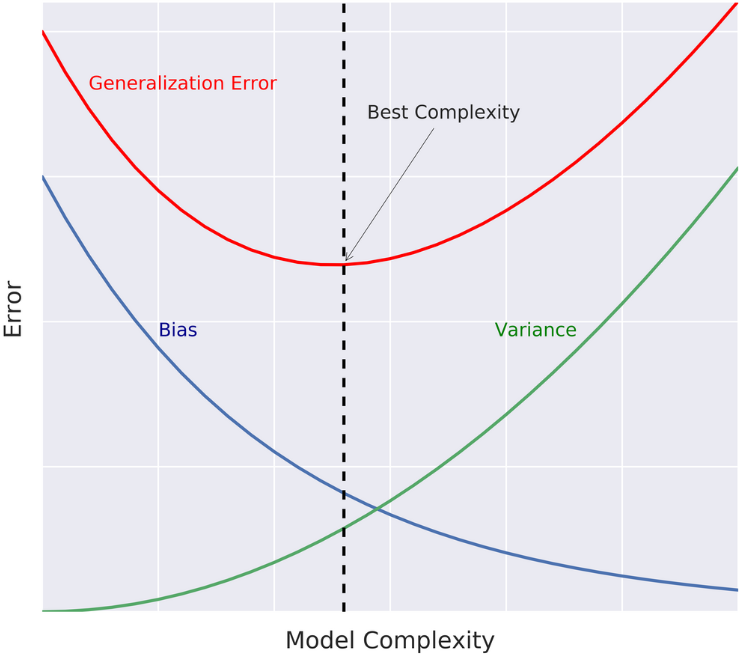 Generalization Error
Best Complexity
Bias
Variance
Error
Model Complexity